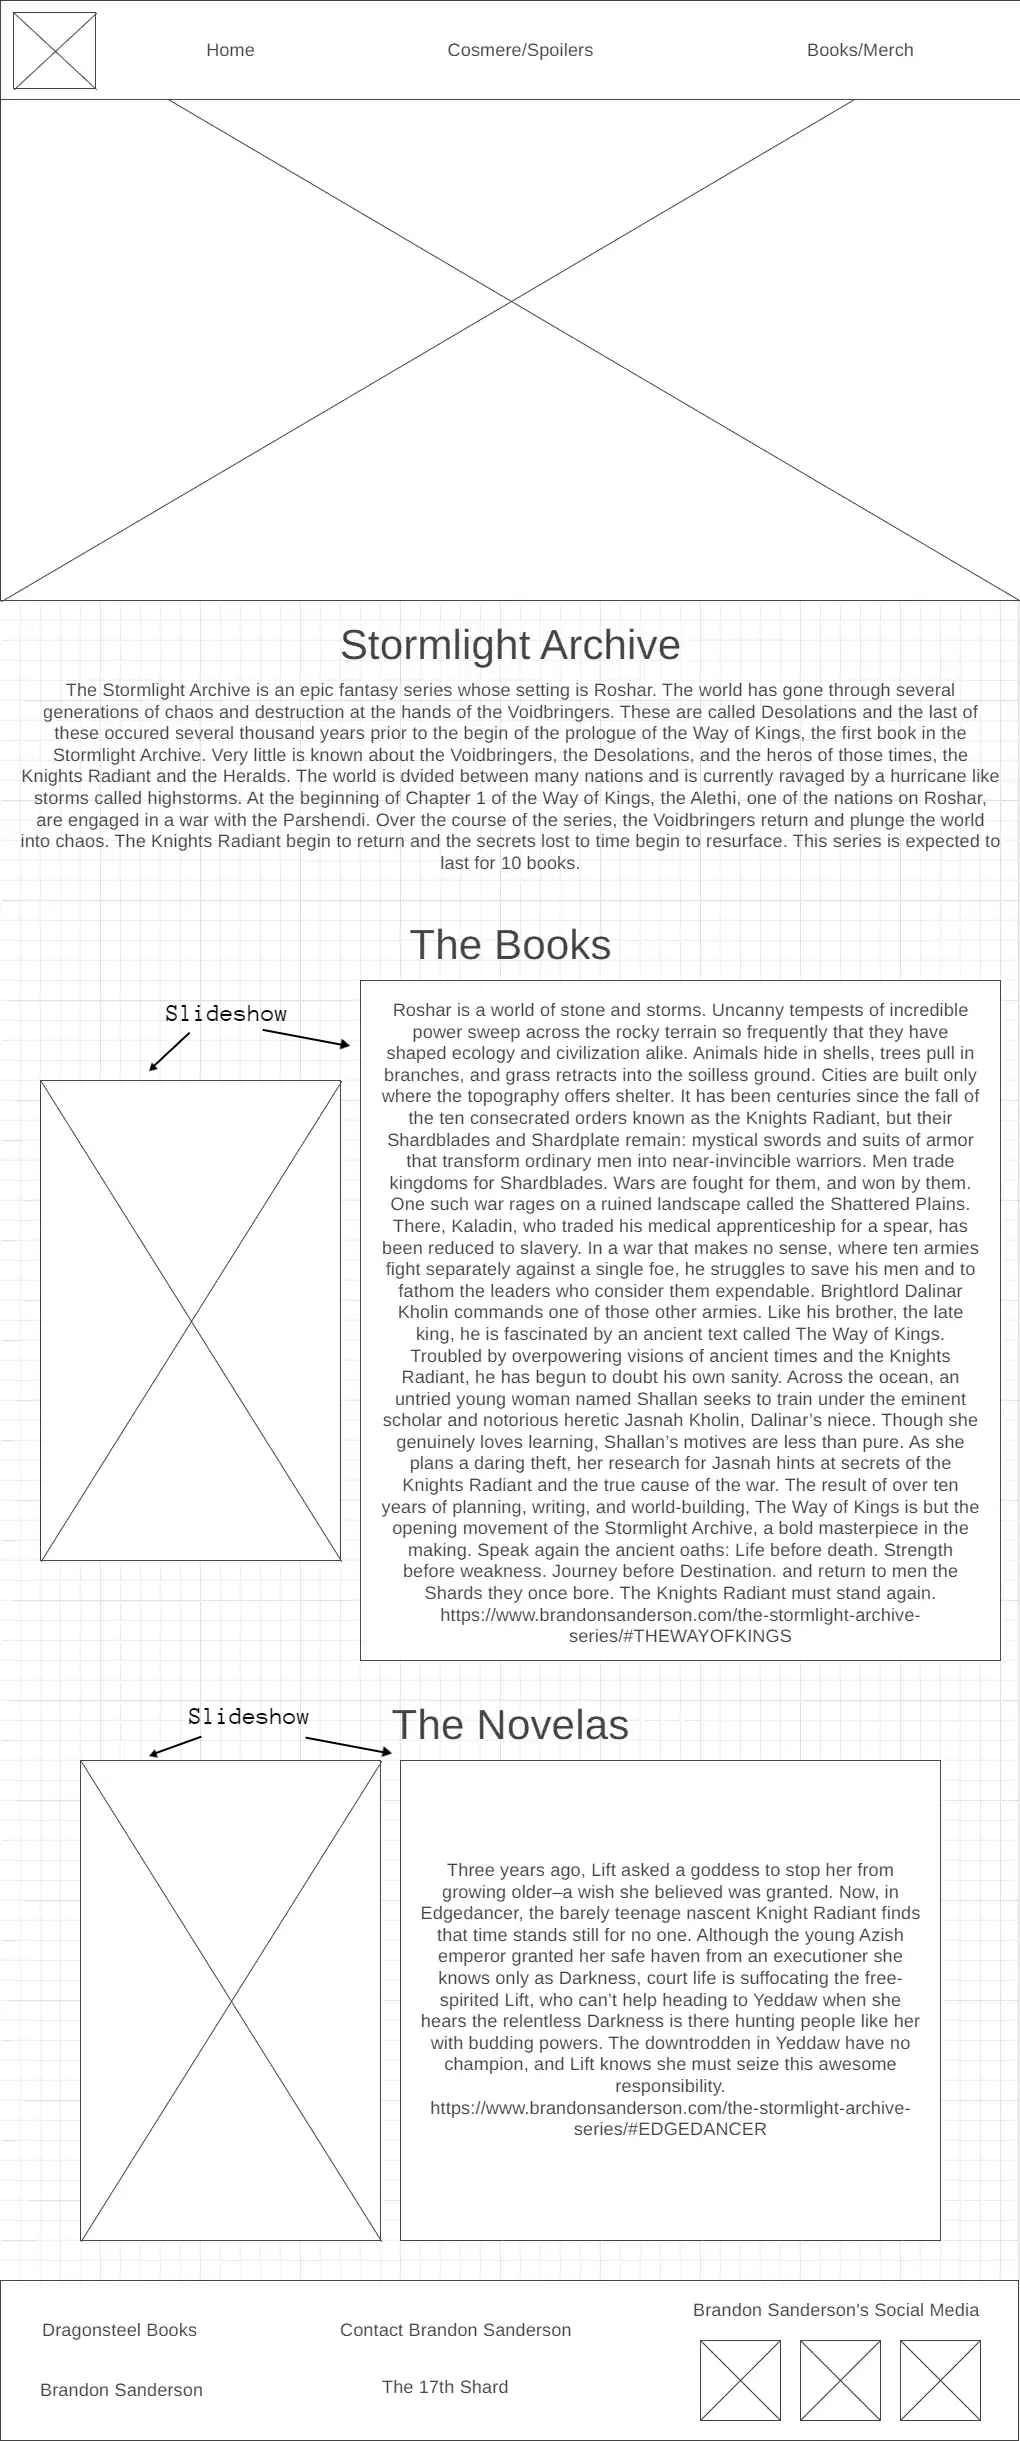 Home
Cosmere/Spoilers
Books/Merch
Stormlight Archive
The Stormlight Archive is an epic fantasy series whose setting is Roshar. The world has gone through several
generations of chaos and destruction at the hands of the Voidbringers. These are called Desolations and the last of
these occured several thousand years prior to the begin of the prologue of the Way of Kings, the first book in the
Stormlight Archive. Very little is known about the Voidbringers, the Desolations, and the heros of those times, the
Knights Radiant and the Heralds. The world is dvided between many nations and is currently ravaged by a hurricane like
storms called highstorms. At the beginning of Chapter 1 of the Way of Kings, the Alethi, one of the nations on Roshar,
are engaged in a war with the Parshendi. Over the course of the series, the Voidbringers return and plunge the world
into chaos. The Knights Radiant begin to return and the secrets lost to time begin to resurface. This series is expected to
last for 10 books.
The Books
Slideshow
Roshar is a world of stone and storms. Uncanny tempests of incredible
power sweep across the rocky terrain so frequently that they have
shaped ecology and civilization alike. Animals hide in shells, trees pull in
branches, and grass retracts into the soilless ground. Cities are built only
where the topography offers shelter. It has been centuries since the fall of
the ten consecrated orders known as the Knights Radiant, but their
Shardblades and Shardplate remain: mystical swords and suits of armor
that transform ordinary men into near-invincible warriors. Men trade
kingdoms for Shardblades. Wars are fought for them, and won by them.
One such war rages on a ruined landscape called the Shattered Plains.
There, Kaladin, who traded his medical apprenticeship for a spear, has
been reduced to slavery. In a war that makes no sense, where ten armies
fight separately against a single foe, he struggles to save his men and to
fathom the leaders who consider them expendable. Brightlord Dalinar
Kholin commands one of those other armies. Like his brother, the late
king, he is fascinated by an ancient text called The Way of Kings.
Troubled by overpowering visions of ancient times and the Knights
Radiant, he has begun to doubt his own sanity. Across the ocean, an
untried young woman named Shallan seeks to train under the eminent
scholar and notorious heretic Jasnah Kholin, Dalinar’s niece. Though she
genuinely loves learning, Shallan’s motives are less than pure. As she
plans a daring theft, her research for Jasnah hints at secrets of the
Knights Radiant and the true cause of the war. The result of over ten
years of planning, writing, and world-building, The Way of Kings is but the
opening movement of the Stormlight Archive, a bold masterpiece in the
making. Speak again the ancient oaths: Life before death. Strength
before weakness. Journey before Destination. and return to men the
Shards they once bore. The Knights Radiant must stand again.
https://www.brandonsanderson.com/the-stormlight-archive-
series/#THEWAYOFKINGS
Slideshow
The Novelas
Three years ago, Lift asked a goddess to stop her from
growing older–a wish she believed was granted. Now, in
Edgedancer, the barely teenage nascent Knight Radiant finds
that time stands still for no one. Although the young Azish
emperor granted her safe haven from an executioner she
knows only as Darkness, court life is suffocating the free-
spirited Lift, who can’t help heading to Yeddaw when she
hears the relentless Darkness is there hunting people like her
with budding powers. The downtrodden in Yeddaw have no
champion, and Lift knows she must seize this awesome
responsibility.
https://www.brandonsanderson.com/the-stormlight-archive-
series/#EDGEDANCER
Dragonsteel Books
Contact Brandon Sanderson
Brandon Sanderson's Social Media
Brandon Sanderson
The 17th Shard